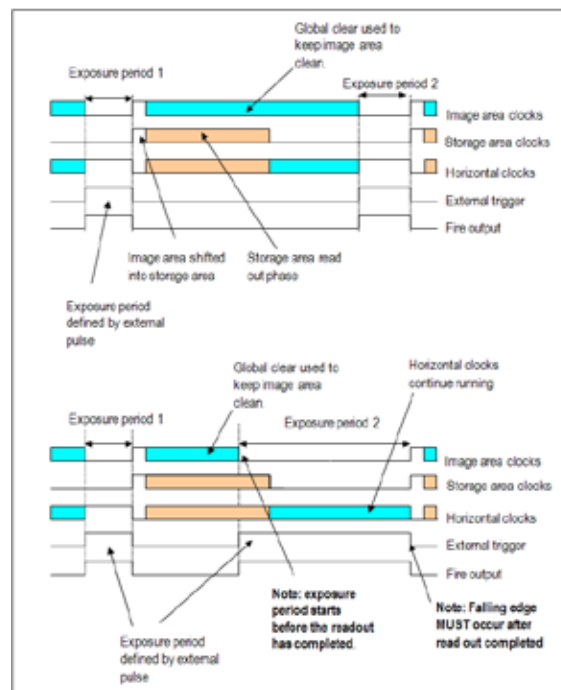 Global clear used to
keep image area
clean.
Exposure period 1
Exposure period 2
Image area clocks
Storage area clocks
Horizontal clocks
External trigger
Fire output
Image area shifted
into storage area
Storage area read
out phase
Exposure period
defined by external
pulse
Global clear used to
keep image area
clean.
Horizontal clocks
continue running
Exposure period 1
Exposure period 2
Image area clocks
Storage area clocks
Horizontal clocks
External trigger
Fire output
Note: exposure
period starts
before the readout
has completed.
Note: Falling edge
MUST occur after
read out completed
Exposure period
defined by external
pulse